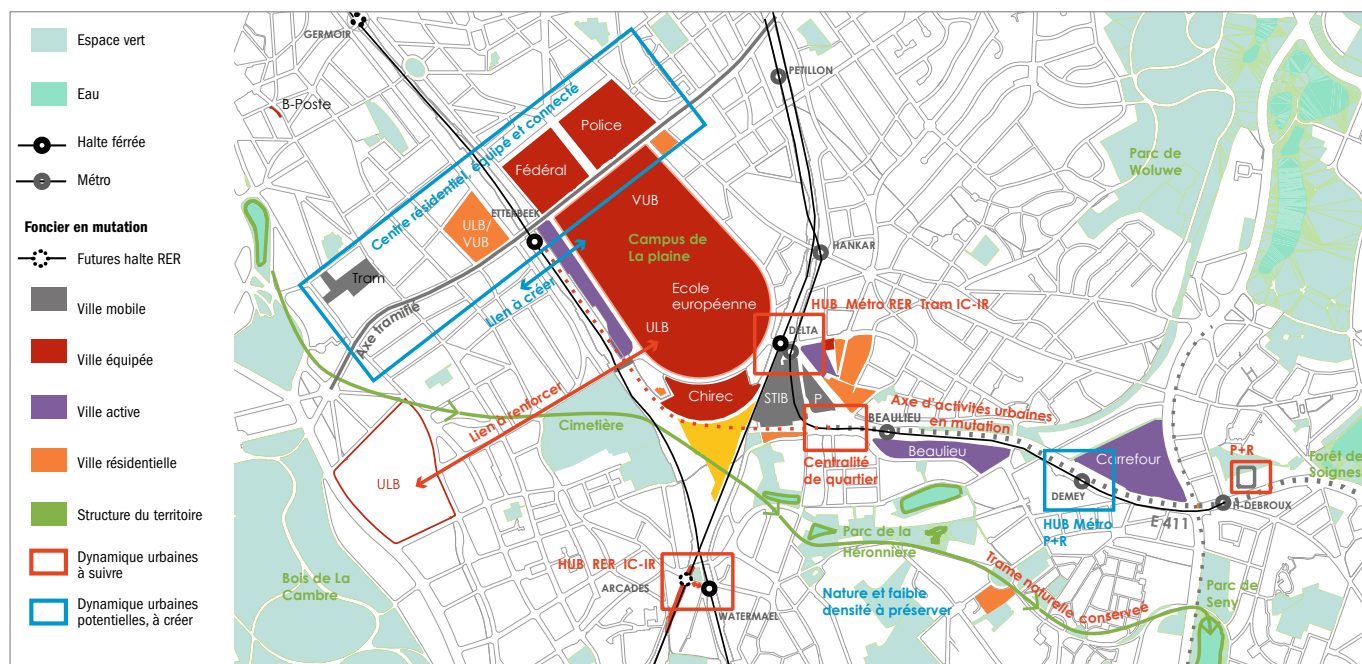 Espace vert
Eau
Halte férrée
Métro
Foncier en mutation
Futures halte RER
Ville mobile
Ville équipée
Ville active
Ville résidentielle
Structure du territoire
Dynamique urbaines
à suivre
Dynamique urbaines
potentielles, à créer
GERMOIR
B-Poste
PETILLON
Police
Fédéral
Centre résidentiel, équipé et connecté
ETTERBEEK
ULB/
VUB
VUB
Campus de
La plaine
Ecole
européenne
ULB
Tram
Axe tramifié
Lien à créer
Lien à renforcer
HANKAR
Parc de
Woluwe
HUB Métro RER Tram IC-IR
DELTA
Chirec
STIB
P
Axe d'activités urbaines
en mutation
BEAULIEU
Beaulieu
Centralité
de quartier
Cimetière
ULB
Carrefour
DEMEY
HUB Métro
P+R
P+R
Forêt de
Soignes
H-DEBROUX
E 411
Parc de la
Héronnière
Bois de La
Cambre
HUB RER IC-IR
ARCADES
WATERMAEL
Nature et faible
densité à préserver
Trame naturelle conservee
Parc de
Seny